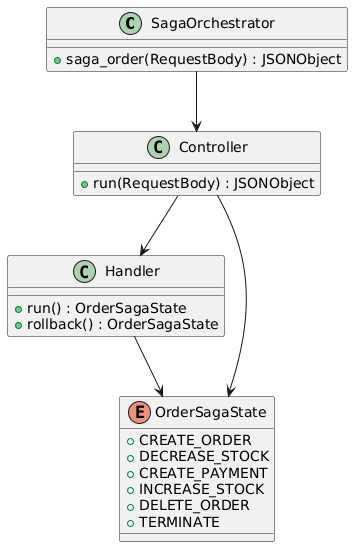 C SagaOrchestrator
saga_order(RequestBody) : JSONObject
C Controller
run(RequestBody) : JSONObject
C Handler
run() : OrderSagaState
rollback() : OrderSagaState
E OrderSagaState
CREATE_ORDER
DECREASE_STOCK
CREATE_PAYMENT
INCREASE_STOCK
DELETE_ORDER
TERMINATE